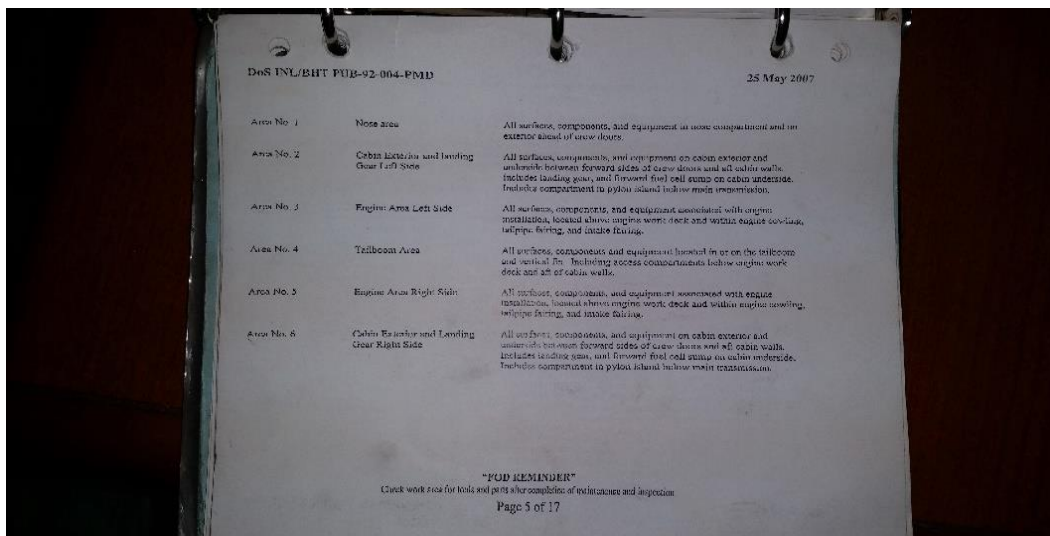 DoS INL/BHT PUB-92-004-PMD 25 May 2007
Area No. 1 Nose area All surfaces, components, and equipment in nose compartment and on
exterior ahead of crew doors.
Area No. 2 Cabin Exterior and landing All surfaces, components, and equipment on cabin exterior and
Gear Left Side underside between forward sides of crew doors and aft cabin walls.
Includes landing gear, and forward fuel cell sump on cabin underside.
Includes compartment in pylon island below main transmission.
Area No. 3 Engine Area Left Side All surfaces, components, and equipment associated with engine
installation, located above engine work deck and within engine cowling,
tailpipe fairing, and intake fairing.
Area No. 4 Tailboom Area All surfaces, components and equipment located in or on the tailboom
and vertical fin. Including access compartments below engine work
deck and aft of cabin walls.
Area No. 5 Engine Area Right Side All surfaces, components, and equipment associated with engine
installation, located above engine work deck and within engine cowling,
tailpipe fairing, and intake fairing.
Area No. 6 Cabin Exterior and Landing All surfaces, components, and equipment on cabin exterior and
Gear Right Side underside between forward sides of crew doors and aft cabin walls.
Includes landing gear, and forward fuel cell sump on cabin underside.
Includes compartment in pylon island below main transmission.
"FOD REMINDER"
Check work area for tools and parts after completion of maintenance and inspection
Page 5 of 17